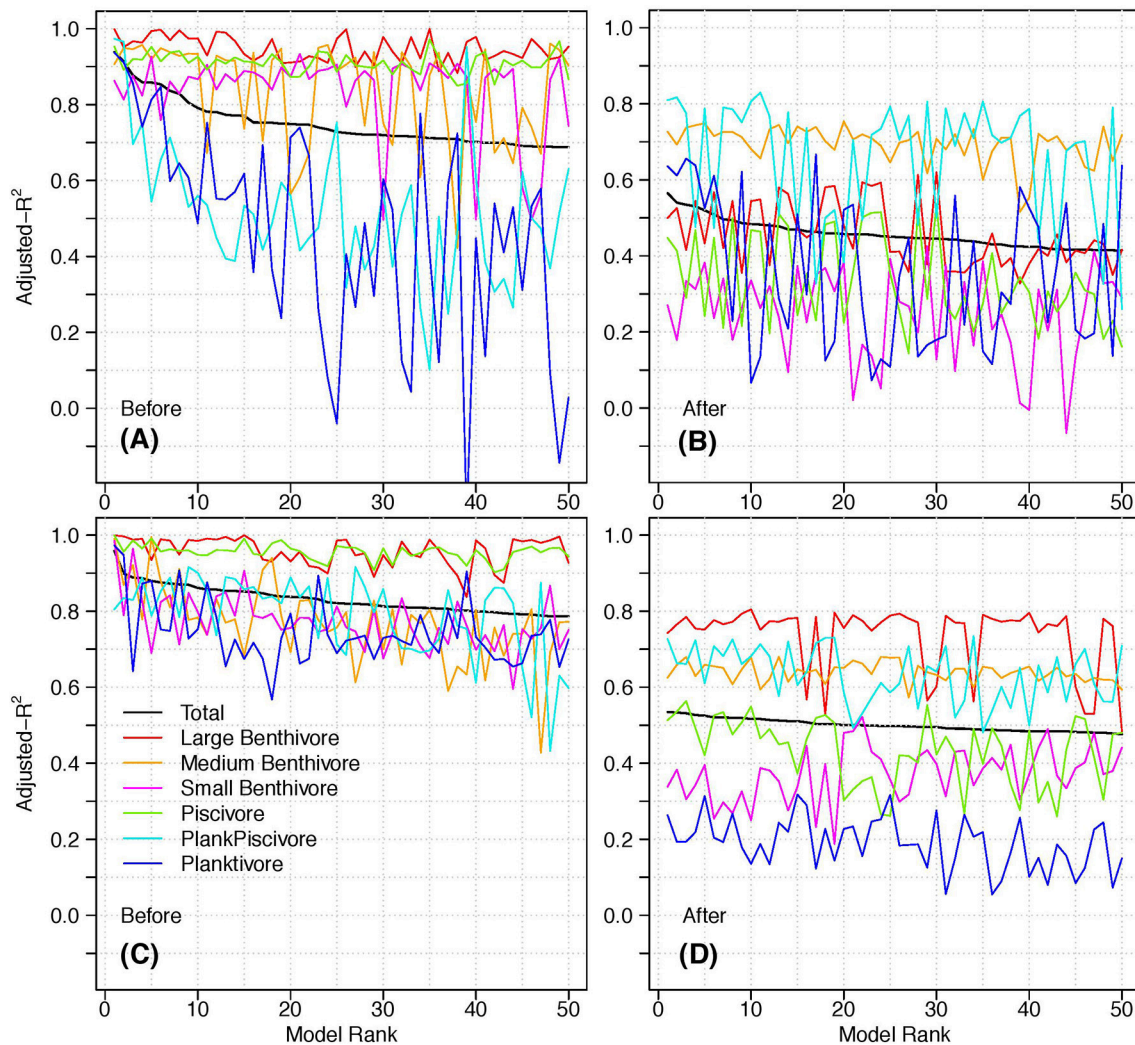 1.0
0.8
0.6
0.4
0.2
0.0
Adjusted−R²
Before
(A)
0 10 20 30 40 50
1.0
0.8
0.6
0.4
0.2
0.0
After
(B)
0 10 20 30 40 50
1.0
0.8
0.6
0.4
0.2
0.0
Adjusted−R²
Total
Large Benthivore
Medium Benthivore
Small Benthivore
Piscivore
PlankPiscivore
Planktivore
Before
(C)
0 10 20 30 40 50
Model Rank
1.0
0.8
0.6
0.4
0.2
0.0
After
(D)
0 10 20 30 40 50
Model Rank